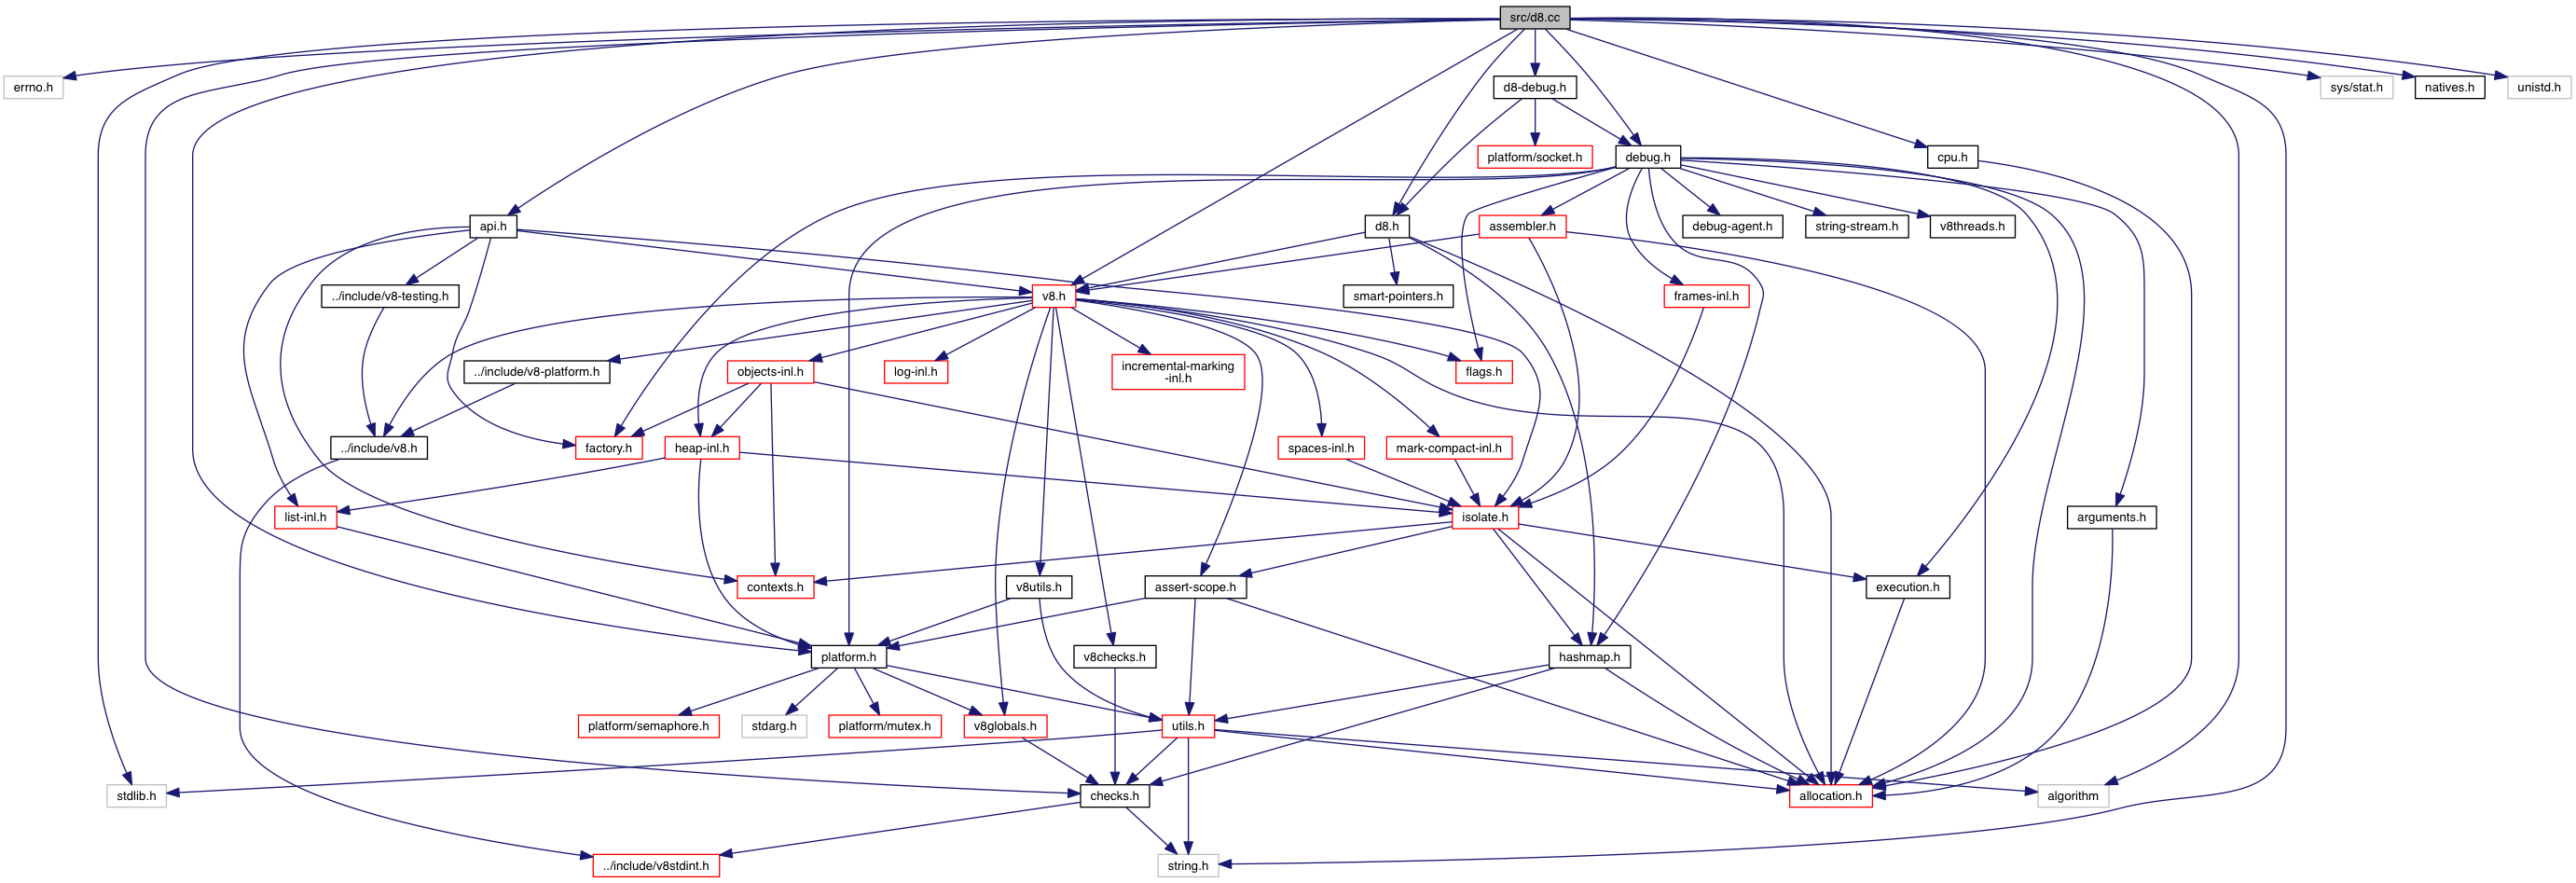 src/d8.cc
errno.h
d8-debug.h
sys/stat.h
natives.h
unistd.h
platform/socket.h
debug.h
cpu.h
api.h
d8.h
assembler.h
debug-agent.h
string-stream.h
v8threads.h
../include/v8-testing.h
v8.h
smart-pointers.h
frames-inl.h
../include/v8-platform.h
objects-inl.h
log-inl.h
incremental-marking
-inl.h
flags.h
../include/v8.h
factory.h
heap-inl.h
spaces-inl.h
mark-compact-inl.h
list-inl.h
isolate.h
arguments.h
contexts.h
v8utils.h
assert-scope.h
execution.h
platform.h
v8checks.h
hashmap.h
platform/semaphore.h
stdarg.h
platform/mutex.h
v8globals.h
utils.h
stdlib.h
checks.h
allocation.h
algorithm
../include/v8stdint.h
string.h